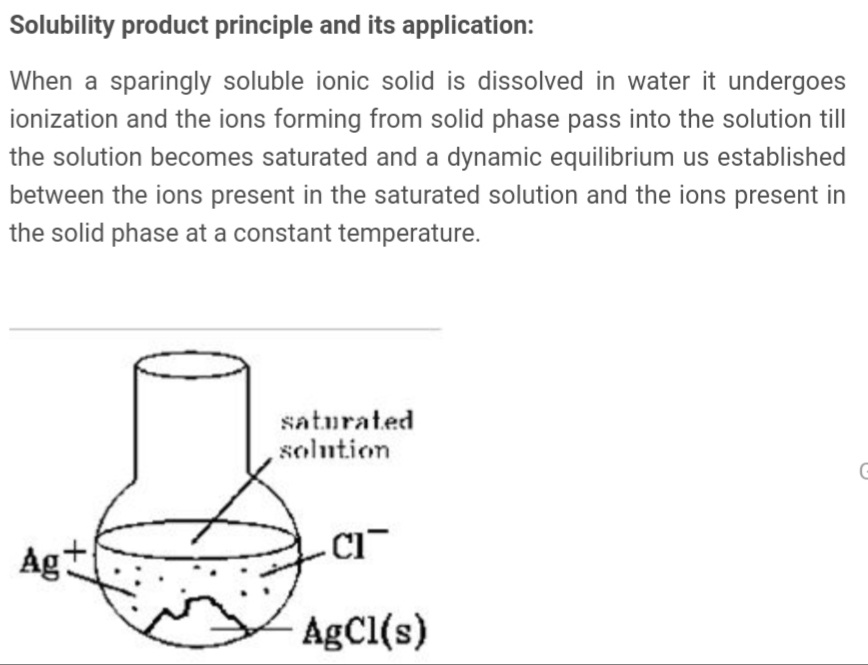 Solubility product principle and its application:
When a sparingly soluble ionic solid is dissolved in water it undergoes
ionization and the ions forming from solid phase pass into the solution till
the solution becomes saturated and a dynamic equilibrium us established
between the ions present in the saturated solution and the ions present in
the solid phase at a constant temperature.
saturated
solution
Cl⁻
Ag⁺
AgCl(s)